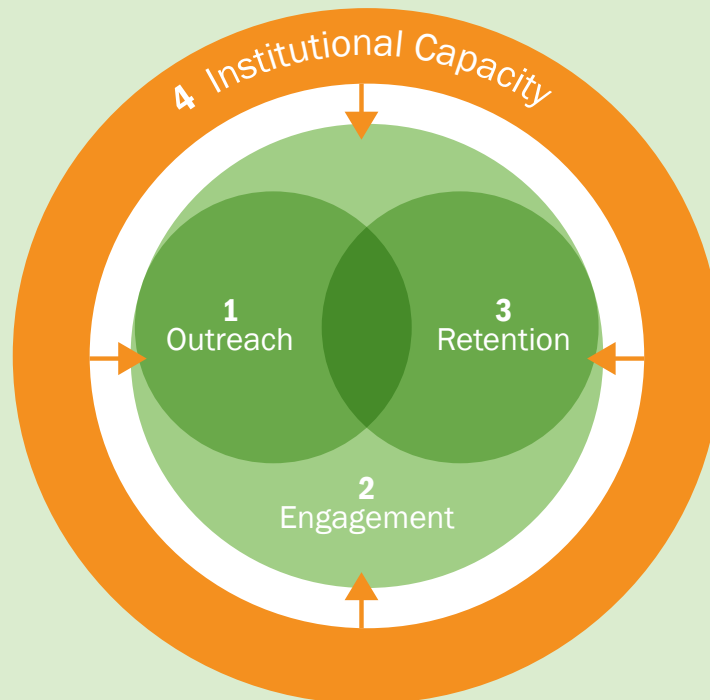 4 Institutional Capacity
1
Outreach
3
Retention
2
Engagement